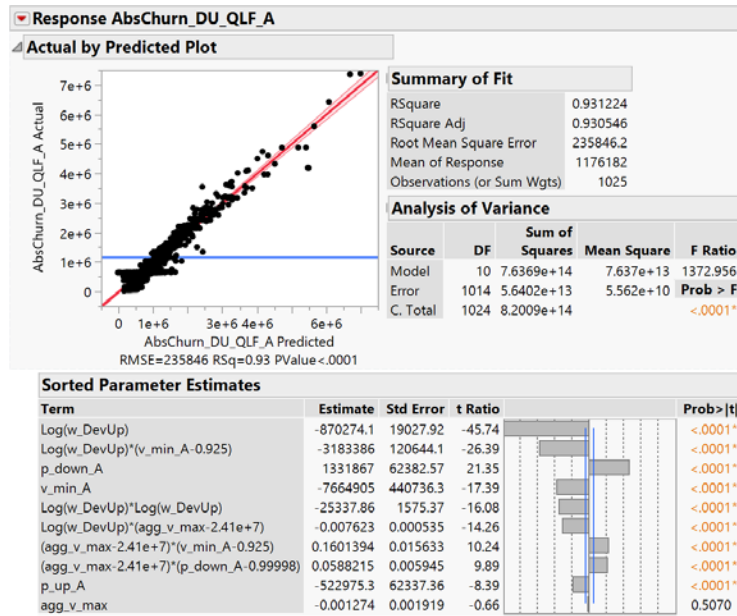 Response AbsChurn_DU_QLF_A
Actual by Predicted Plot
AbsChurn_DU_QLF_A Actual
7e+6
6e+6
5e+6
4e+6
3e+6
2e+6
1e+6
0
0 1e+6 3e+6 4e+6 6e+6
AbsChurn_DU_QLF_A Predicted
RMSE=235846 RSq=0.93 PValue<.0001
Summary of Fit
RSquare 0.931224
RSquare Adj 0.930546
Root Mean Square Error 235846.2
Mean of Response 1176182
Observations (or Sum Wgts) 1025
Analysis of Variance
Sum of
Source DF Squares Mean Square F Ratio
Model 10 7.6369e+14 7.637e+13 1372.956
Error 1014 5.6402e+13 5.562e+10 Prob > F
C. Total 1024 8.2009e+14 <.0001*
Sorted Parameter Estimates
Term Estimate Std Error t Ratio Prob>|t|
Log(w_DevUp) -870274.1 19027.92 -45.74 <.0001*
Log(w_DevUp)*(v_min_A-0.925) -3183386 120644.1 -26.39 <.0001*
p_down_A 1331867 62382.57 21.35 <.0001*
v_min_A -7664905 440736.3 -17.39 <.0001*
Log(w_DevUp)*Log(w_DevUp) -25337.86 1575.37 -16.08 <.0001*
Log(w_DevUp)*(agg_v_max-2.41e+7) -0.007623 0.000535 -14.26 <.0001*
(agg_v_max-2.41e+7)*(v_min_A-0.925) 0.1601394 0.015633 10.24 <.0001*
(agg_v_max-2.41e+7)*(p_down_A-0.99998) 0.0588215 0.005945 9.89 <.0001*
p_up_A -522975.3 62337.36 -8.39 <.0001*
agg_v_max -0.001274 0.001919 -0.66 0.5070